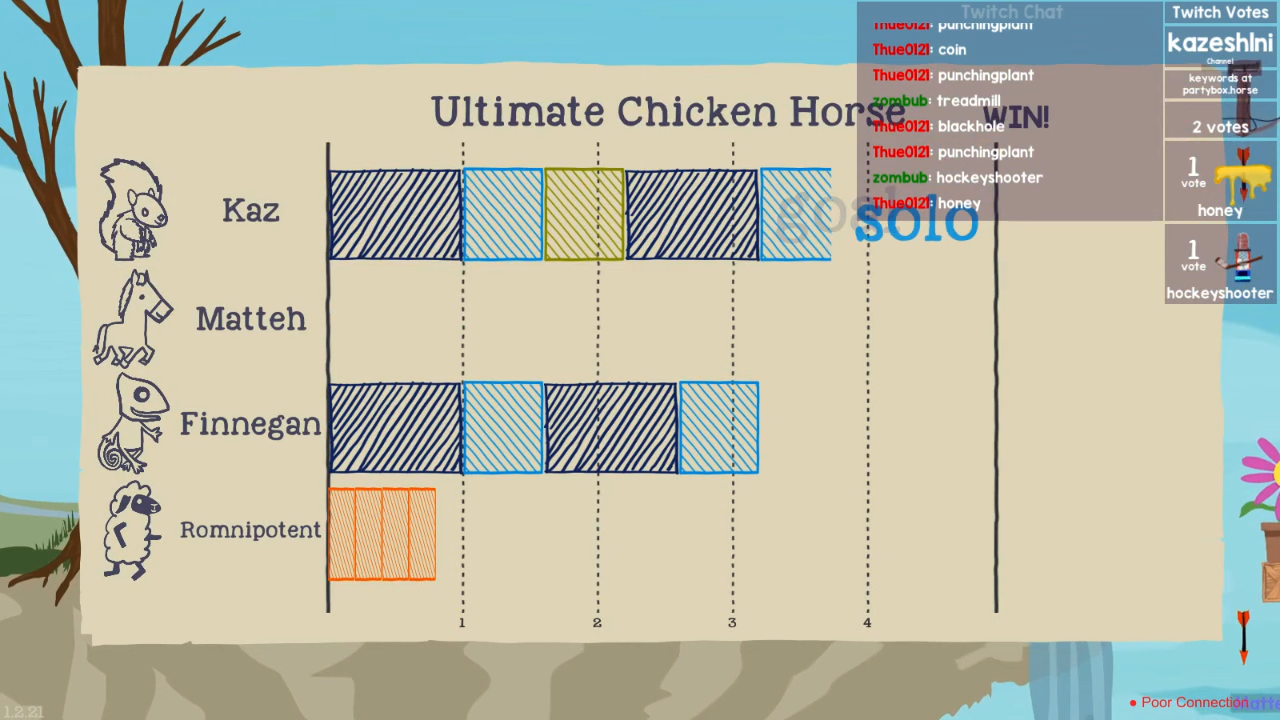 Twitch Chat
Thue0121: punchingplant
Thue0121: coin
Thue0121: punchingplant
zombub: treadmill
Thue0121: blackhole
Thue0121: punchingplant
zombub: hockeyshooter
Thue0121: honey
Twitch Votes
kazeshini
Channel
keywords at
partybox.horse
2 votes
1
vote
honey
1
vote
hockeyshooter
Ultimate Chicken Horse
WIN!
Kaz
solo
Matteh
Finnegan
Romnipotent
1
2
3
4
1.2.21
Poor Connection